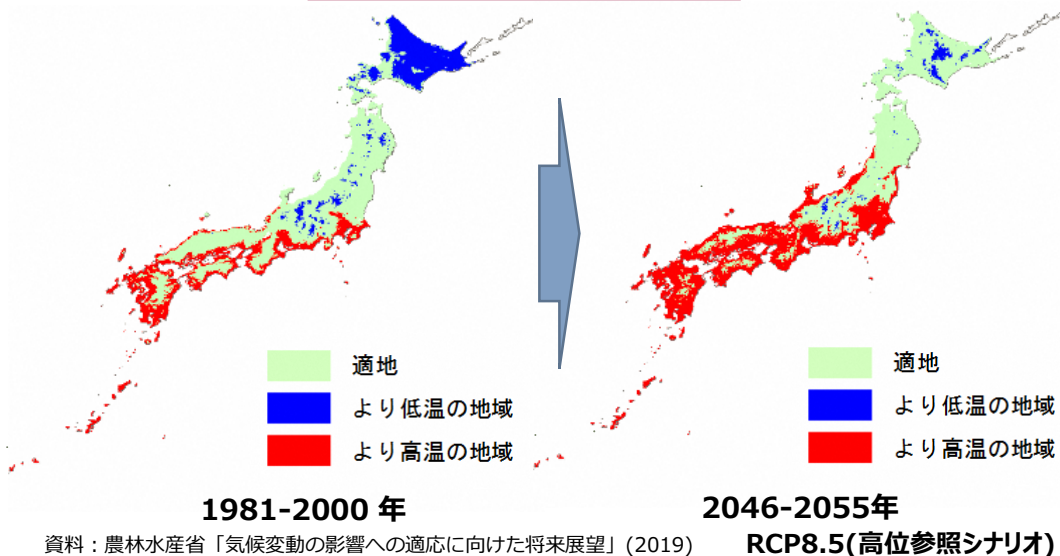 適地
より低温の地域
より高温の地域
1981-2000 年
適地
より低温の地域
より高温の地域
2046-2055年
資料：農林水産省「気候変動の影響への適応に向けた将来展望」(2019)
RCP8.5(高位参照シナリオ)